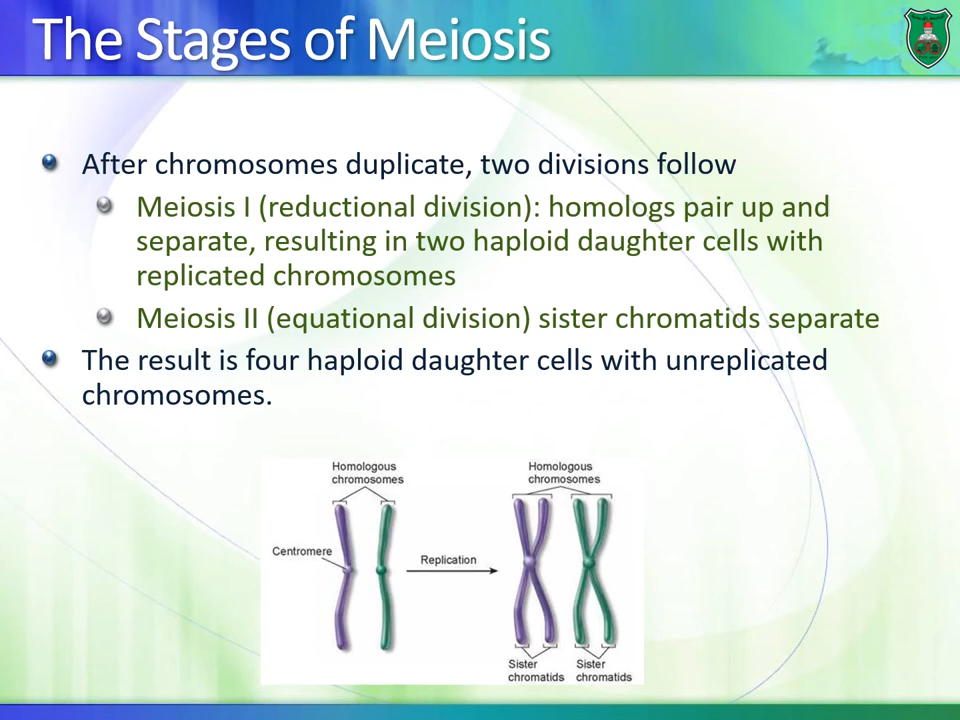 The Stages of Meiosis
After chromosomes duplicate, two divisions follow
Meiosis I (reductional division): homologs pair up and
separate, resulting in two haploid daughter cells with
replicated chromosomes
Meiosis II (equational division) sister chromatids separate
The result is four haploid daughter cells with unreplicated
chromosomes.
Homologous
chromosomes
Homologous
chromosomes
Centromere
Replication
Sister
chromatids
Sister
chromatids